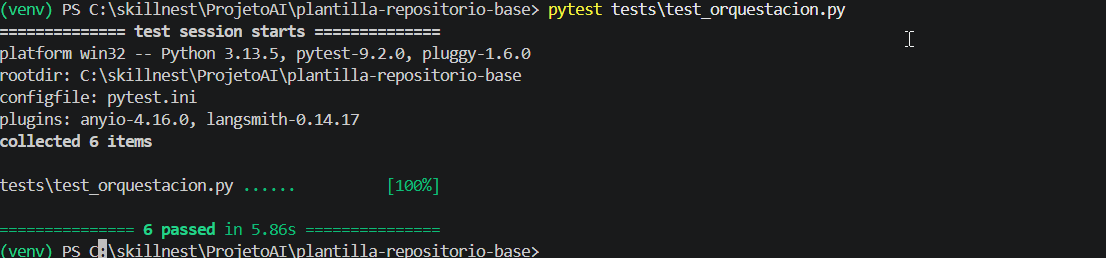 (venv) PS C:\skillnest\ProjetoAI\plantilla-repositorio-base> pytest tests\test_orquestacion.py
============== test session starts ==============
platform win32 -- Python 3.13.5, pytest-9.2.0, pluggy-1.6.0
rootdir: C:\skillnest\ProjetoAI\plantilla-repositorio-base
configfile: pytest.ini
plugins: anyio-4.16.0, langsmith-0.14.17
collected 6 items
tests\test_orquestacion.py ...... [100%]
=============== 6 passed in 5.86s ===============
(venv) PS C:\skillnest\ProjetoAI\plantilla-repositorio-base>